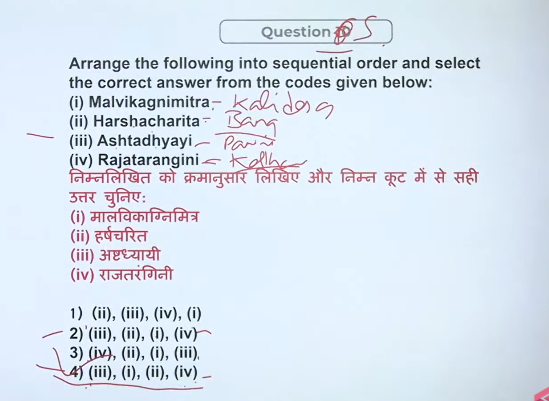 Question
Arrange the following into sequential order and select
the correct answer from the codes given below:
(i) Malvikagnimitra - Kalidasa
(ii) Harshacharita - Bang
(iii) Ashtadhyayi - Panini
(iv) Rajatarangini - Kalhan
निम्नलिखित को क्रमानुसार लिखिए और निम्न कूट में से सही
उत्तर चुनिए:
(i) मालविकाग्निमित्र
(ii) हर्षचरित
(iii) अष्टध्यायी
(iv) राजतरंगिनी
1) (ii), (iii), (iv), (i)
2) (iii), (ii), (i), (iv)
3) (iv), (ii), (i), (iii)
4) (iii), (i), (ii), (iv)